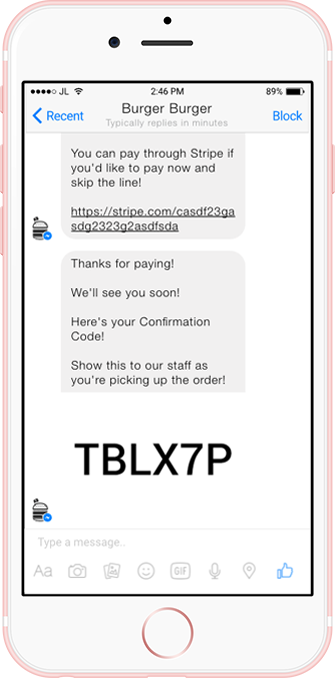 JL 2:46 PM 89%
Recent Burger Burger Block
Typically replies in minutes
You can pay through Stripe if
you'd like to pay now and
skip the line!
https://stripe.com/casdf23ga
sdg2323g2asdfsda
Thanks for paying!
We'll see you soon!
Here's your Confirmation
Code!
Show this to our staff as
you're picking up the order!
TBLX7P
Type a message..
Aa GIF